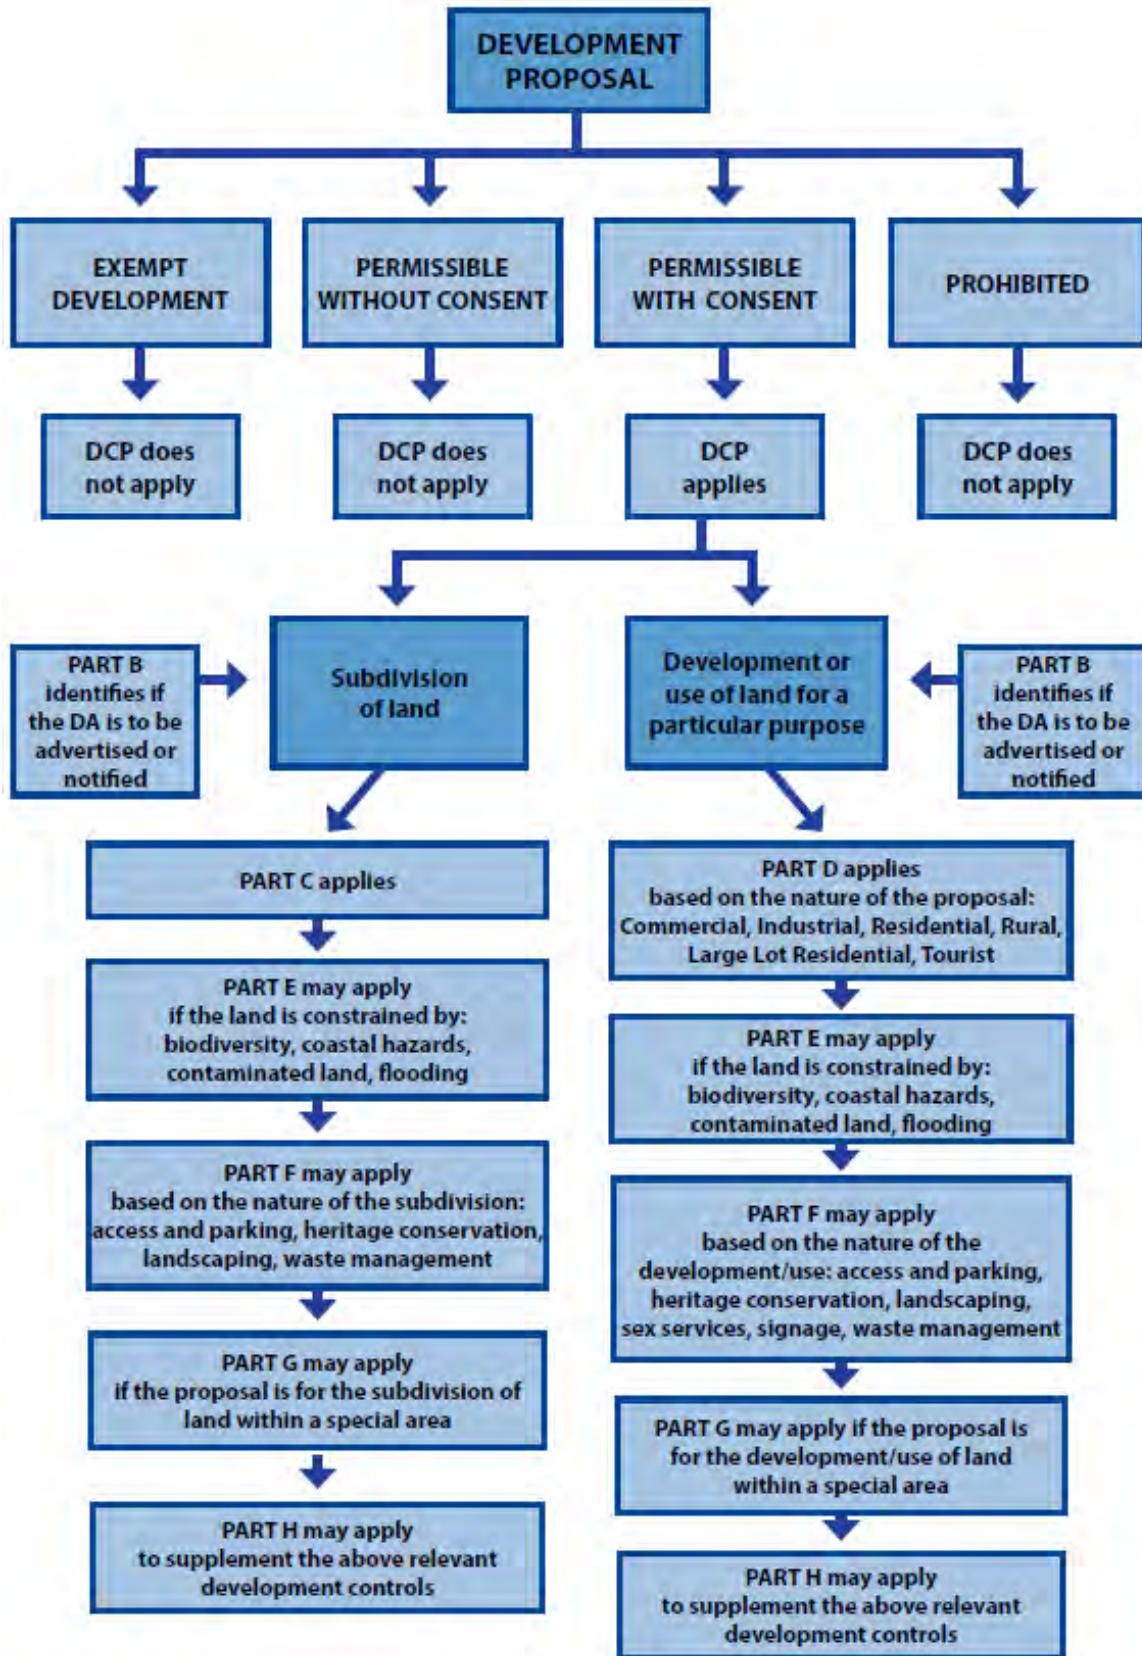 DEVELOPMENT
PROPOSAL
EXEMPT
DEVELOPMENT
PERMISSIBLE
WITHOUT CONSENT
PERMISSIBLE
WITH CONSENT
PROHIBITED
DCP does
not apply
DCP does
not apply
DCP
applies
DCP does
not apply
PART B
identifies if
the DA is to be
advertised or
notified
Subdivision
of land
Development or
use of land for a
particular purpose
PART B
identifies if
the DA is to be
advertised or
notified
PART C applies
PART E may apply
if the land is constrained by:
biodiversity, coastal hazards,
contaminated land, flooding
PART F may apply
based on the nature of the subdivision:
access and parking, heritage conservation,
landscaping, waste management
PART G may apply
if the proposal is for the subdivision of
land within a special area
PART H may apply
to supplement the above relevant
development controls
PART D applies
based on the nature of the proposal:
Commercial, Industrial, Residential, Rural,
Large Lot Residential, Tourist
PART E may apply
if the land is constrained by:
biodiversity, coastal hazards,
contaminated land, flooding
PART F may apply
based on the nature of the
development/use: access and parking,
heritage conservation, landscaping,
sex services, signage, waste management
PART G may apply if the proposal is
for the development/use of land
within a special area
PART H may apply
to supplement the above relevant
development controls